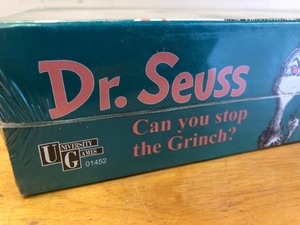 Dr. Seuss
Can you stop
the Grinch?
UNIVERSITY
GAMES
01452